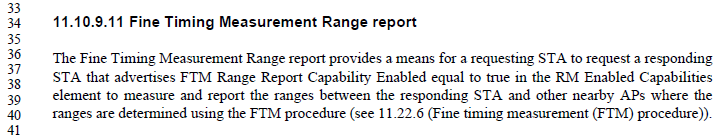 33
34 11.10.9.11 Fine Timing Measurement Range report
35
36 The Fine Timing Measurement Range report provides a means for a requesting STA to request a responding
37
38 STA that advertises FTM Range Report Capability Enabled equal to true in the RM Enabled Capabilities
39 element to measure and report the ranges between the responding STA and other nearby APs where the
40 ranges are determined using the FTM procedure (see 11.22.6 (Fine timing measurement (FTM) procedure)).
41